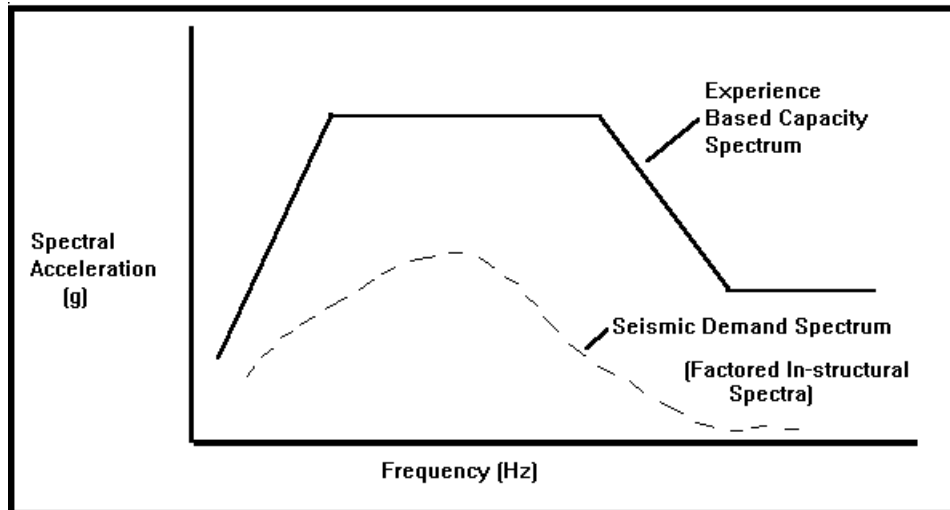 Experience
Based Capacity
Spectrum
Spectral
Acceleration
(g)
Seismic Demand Spectrum
(Factored In-structural
Spectra)
Frequency (Hz)